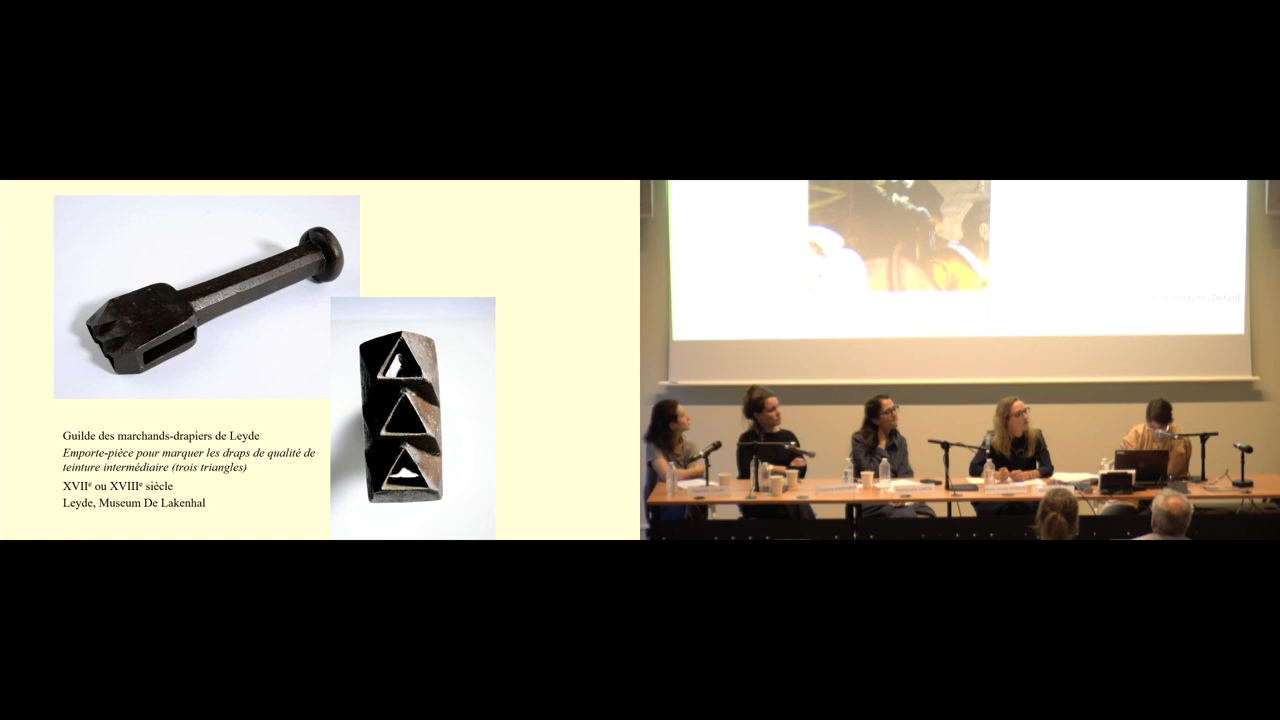 Guilde des marchands-drapiers de Leyde
Emporte-pièce pour marquer les draps de qualité de
teinture intermédiaire (trois triangles)
XVIIᵉ ou XVIIIᵉ siècle
Leyde, Museum De Lakenhal